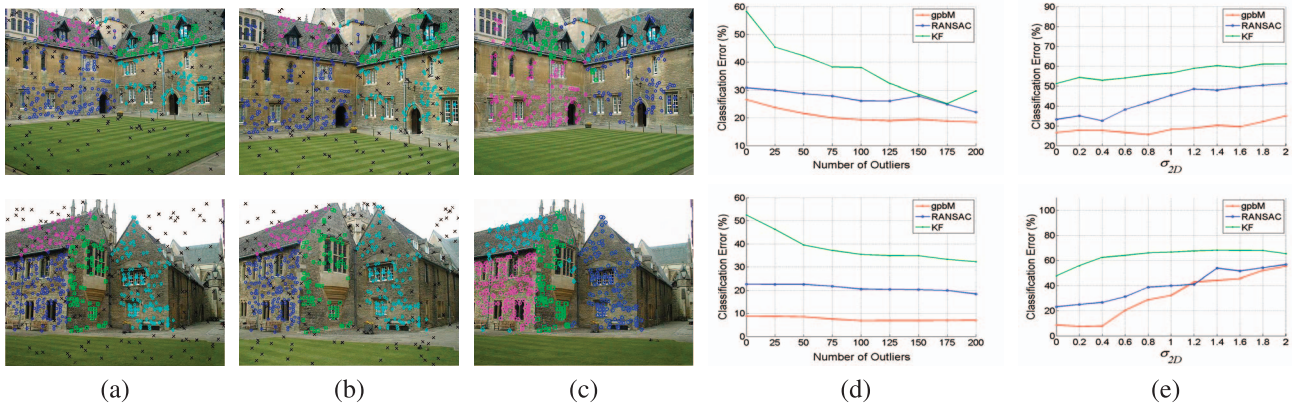 60
50
40
30
20
10
0 25 50 75 100 125 150 175 200
Classification Error (%)
Number of Outliers
gpbM
RANSAC
KF
90
80
70
60
50
40
30
20
0 0.2 0.4 0.6 0.8 1 1.2 1.4 1.6 1.8 2
Classification Error (%)
σ2D
gpbM
RANSAC
KF
60
50
40
30
20
10
0
0 25 50 75 100 125 150 175 200
Classification Error (%)
Number of Outliers
gpbM
RANSAC
KF
100
80
60
40
20
0
0 0.2 0.4 0.6 0.8 1 1.2 1.4 1.6 1.8 2
Classification Error (%)
σ2D
gpbM
RANSAC
KF
(a) (b) (c) (d) (e)